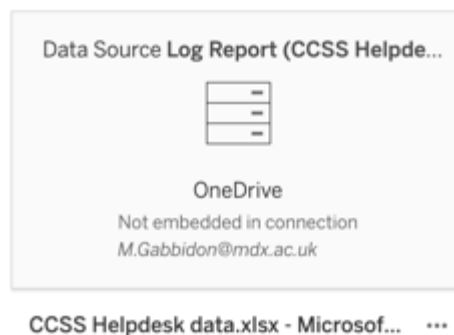 Data Source Log Report (CCSS Helpde...
OneDrive
Not embedded in connection
M.Gabbidon@mdx.ac.uk
CCSS Helpdesk data.xlsx - Microsof... ...